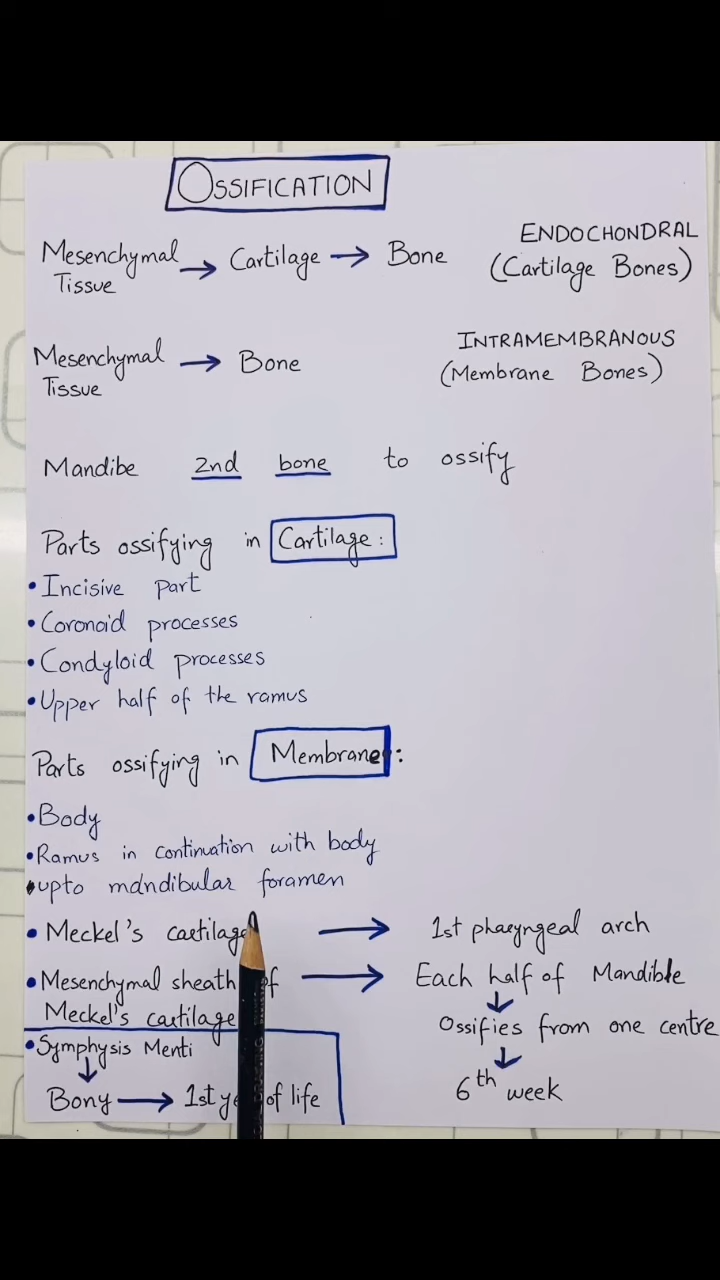 OSSIFICATION
Mesenchymal Tissue → Cartilage → Bone
ENDOCHONDRAL
(Cartilage Bones)
Mesenchymal Tissue → Bone
INTRAMEMBRANOUS
(Membrane Bones)
Mandibe 2nd bone to ossify
Parts ossifying in Cartilage:
• Incisive part
• Coronoid processes
• Condyloid processes
• Upper half of the ramus
Parts ossifying in Membrane:
• Body
• Ramus in continuation with body
upto mandibular foramen
• Meckel's cartilage → 1st pharyngeal arch
• Mesenchymal sheath of → Each half of Mandible
Meckel's cartilage
↓
Ossifies from one centre
↓
6th week
• Symphysis Menti
↓
Bony → 1st of life